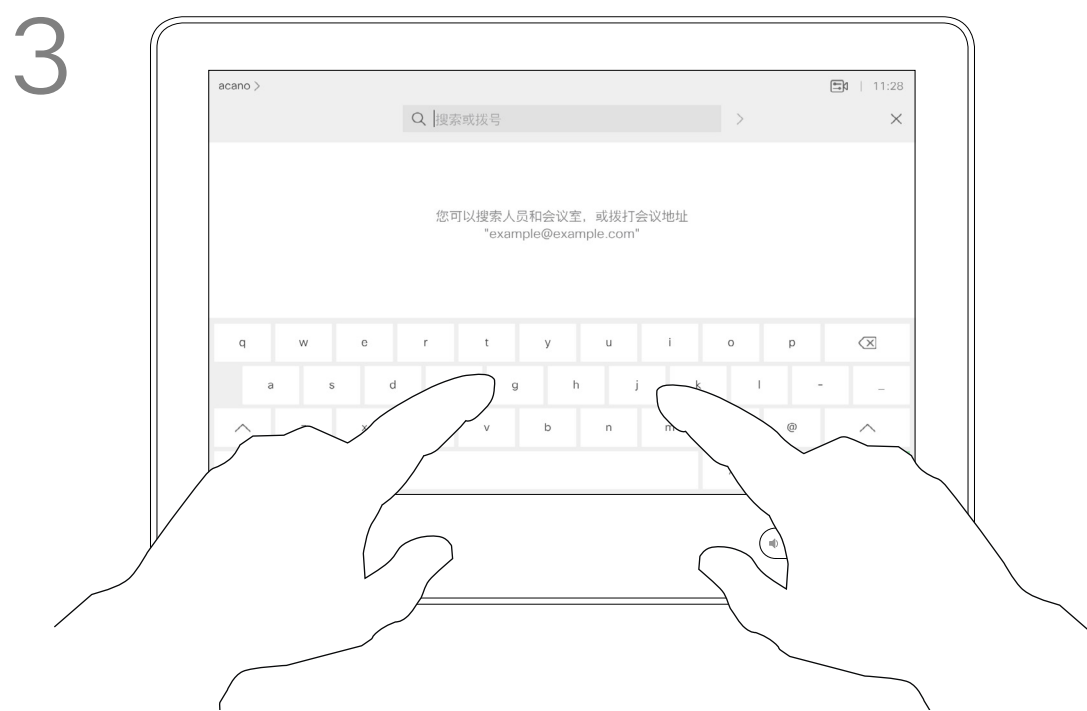 3
acano >
| 11:28
搜索或拨号
您可以搜索人员和会议室，或拨打会议地址
"example@example.com"
q w e r t y u i o p
a s d g h j k l - _
x v b n m @